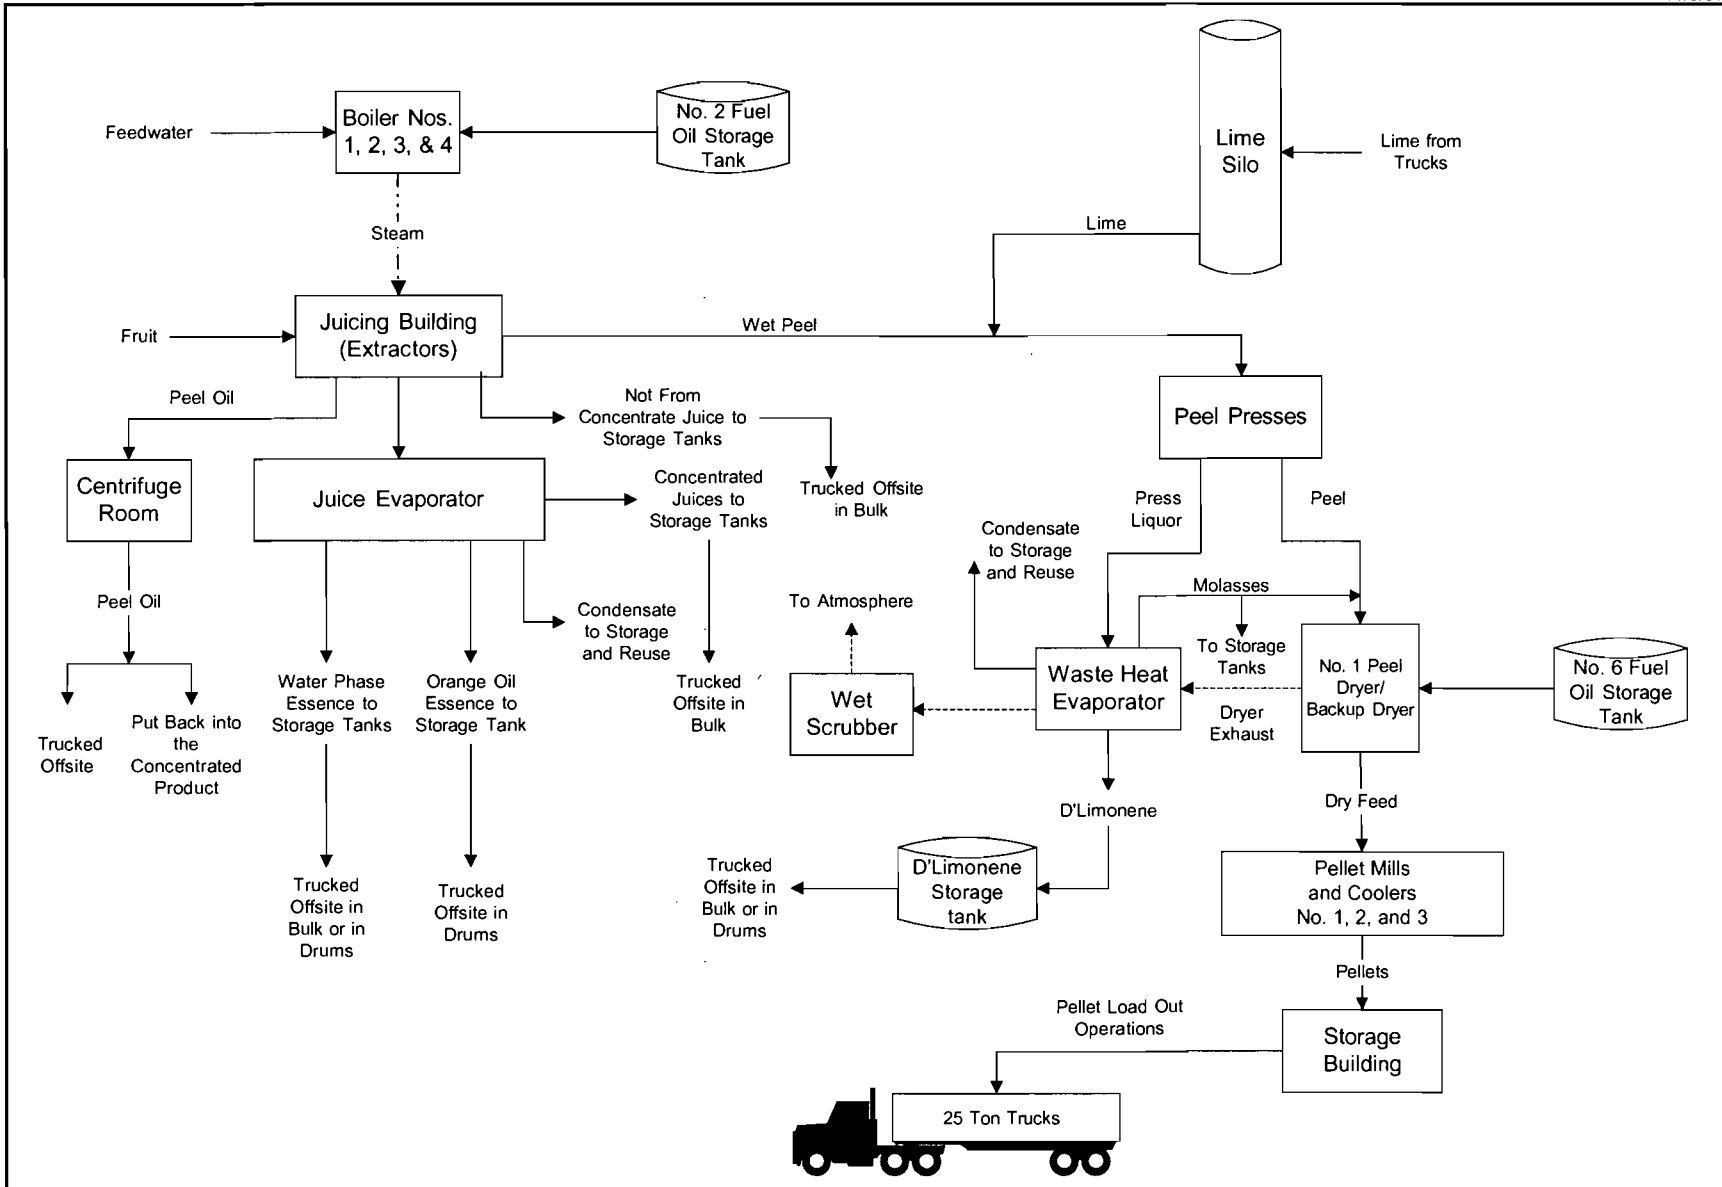 Feedwater
Boiler Nos.
1, 2, 3, & 4
No. 2 Fuel
Oil Storage
Tank
Lime
Silo
Lime from
Trucks
Steam
Lime
Fruit
Juicing Building
(Extractors)
Wet Peel
Peel Oil
Not From
Concentrate Juice to
Storage Tanks
Peel Presses
Centrifuge
Room
Juice Evaporator
Concentrated
Juices to
Storage Tanks
Trucked Offsite
in Bulk
Press
Liquor
Peel
Condensate
to Storage
and Reuse
Peel Oil
Condensate
to Storage
and Reuse
To Atmosphere
Molasses
To Storage
Tanks
Trucked
Offsite
Put Back into
the
Concentrated
Product
Water Phase
Essence to
Storage Tanks
Orange Oil
Essence to
Storage Tank
Trucked
Offsite in
Bulk
Wet
Scrubber
Waste Heat
Evaporator
Dryer
Exhaust
No. 1 Peel
Dryer/
Backup Dryer
No. 6 Fuel
Oil Storage
Tank
D'Limonene
Dry Feed
Trucked
Offsite in
Bulk or in
Drums
Trucked
Offsite in
Drums
Trucked
Offsite in
Bulk or in
Drums
D'Limonene
Storage
tank
Pellet Mills
and Coolers
No. 1, 2, and 3
Pellets
Pellet Load Out
Operations
Storage
Building
25 Ton Trucks